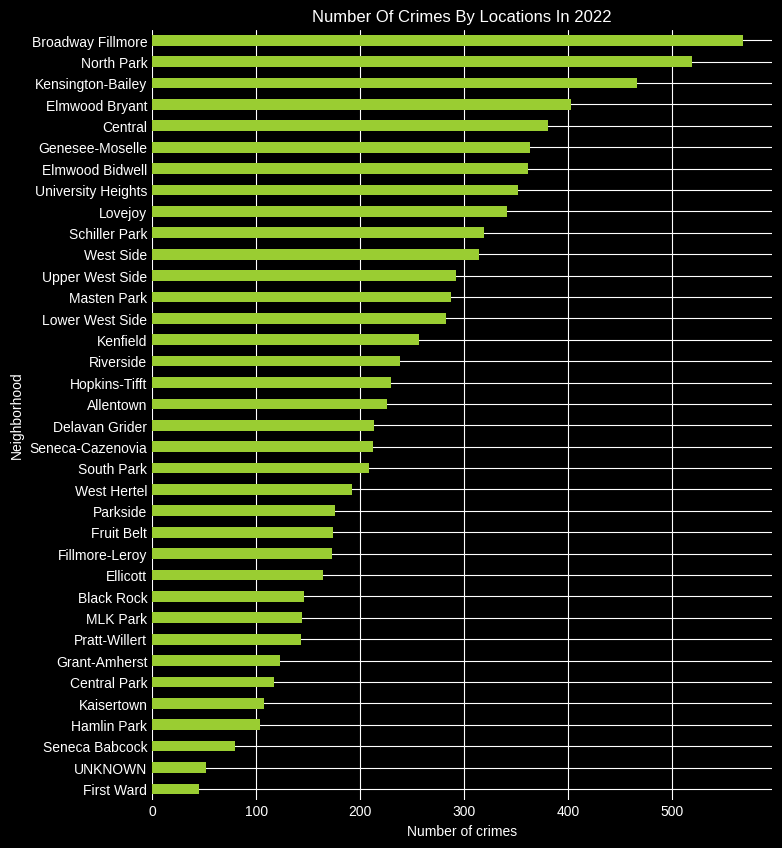 Number Of Crimes By Locations In 2022
Broadway Fillmore
North Park
Kensington-Bailey
Elmwood Bryant
Central
Genesee-Moselle
Elmwood Bidwell
University Heights
Lovejoy
Schiller Park
West Side
Upper West Side
Masten Park
Lower West Side
Kenfield
Riverside
Hopkins-Tifft
Allentown
Delavan Grider
Seneca-Cazenovia
South Park
West Hertel
Parkside
Fruit Belt
Fillmore-Leroy
Ellicott
Black Rock
MLK Park
Pratt-Willert
Grant-Amherst
Central Park
Kaisertown
Hamlin Park
Seneca Babcock
UNKNOWN
First Ward
Neighborhood
0 100 200 300 400 500
Number of crimes